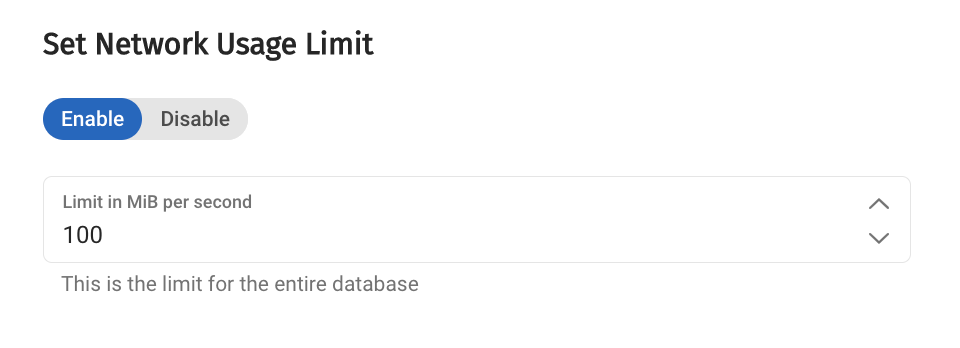 Set Network Usage Limit
Enable Disable
Limit in MiB per second
100
This is the limit for the entire database